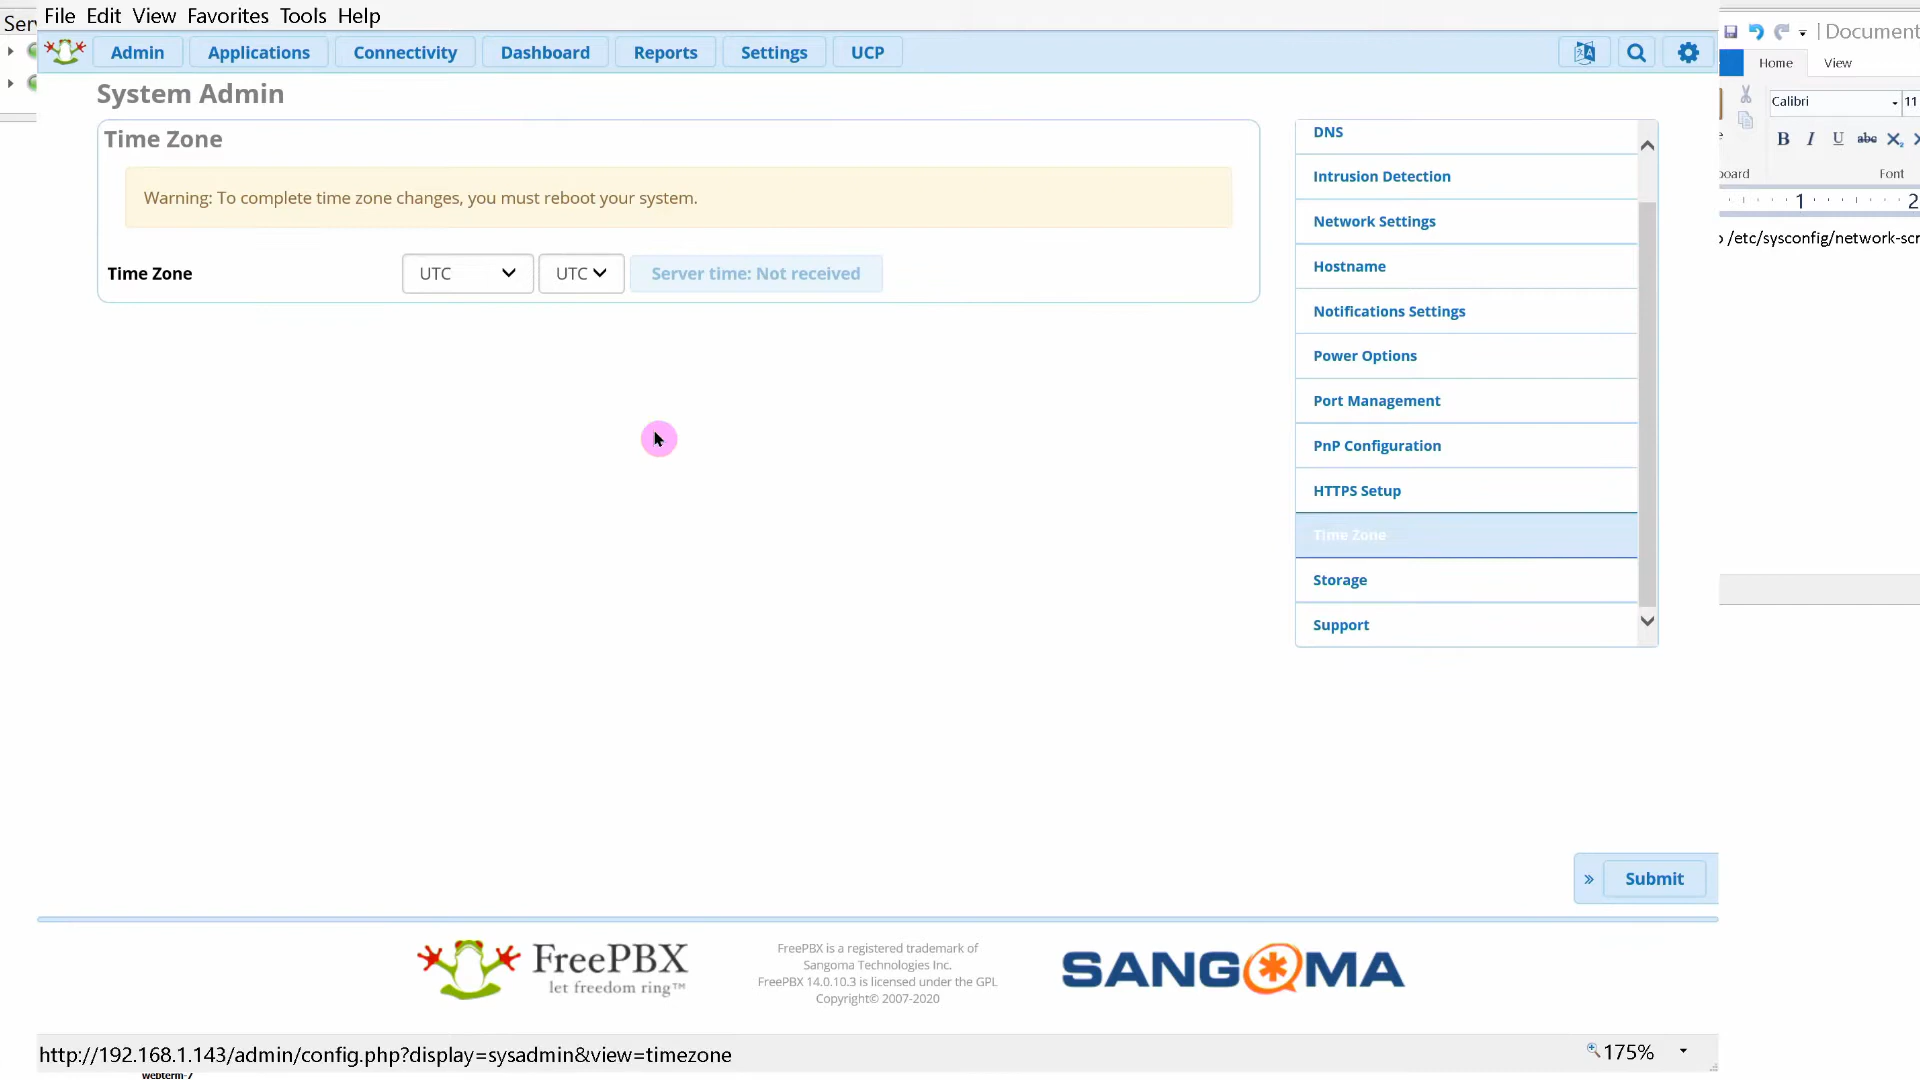 File Edit View Favorites Tools Help
Ser
Document
Admin Applications Connectivity Dashboard Reports Settings UCP
Home View
System Admin
Calibri 11
B I U abc X
oard Font
1 2
/etc/sysconfig/network-scr
Time Zone
Warning: To complete time zone changes, you must reboot your system.
Time Zone UTC UTC Server time: Not received
DNS
Intrusion Detection
Network Settings
Hostname
Notifications Settings
Power Options
Port Management
PnP Configuration
HTTPS Setup
Time Zone
Storage
Support
» Submit
FreePBX
let freedom ring™
FreePBX is a registered trademark of
Sangoma Technologies Inc.
FreePBX 14.0.10.3 is licensed under the GPL
Copyright© 2007-2020
SANGOMA
http://192.168.1.143/admin/config.php?display=sysadmin&view=timezone
175%
webterm-7